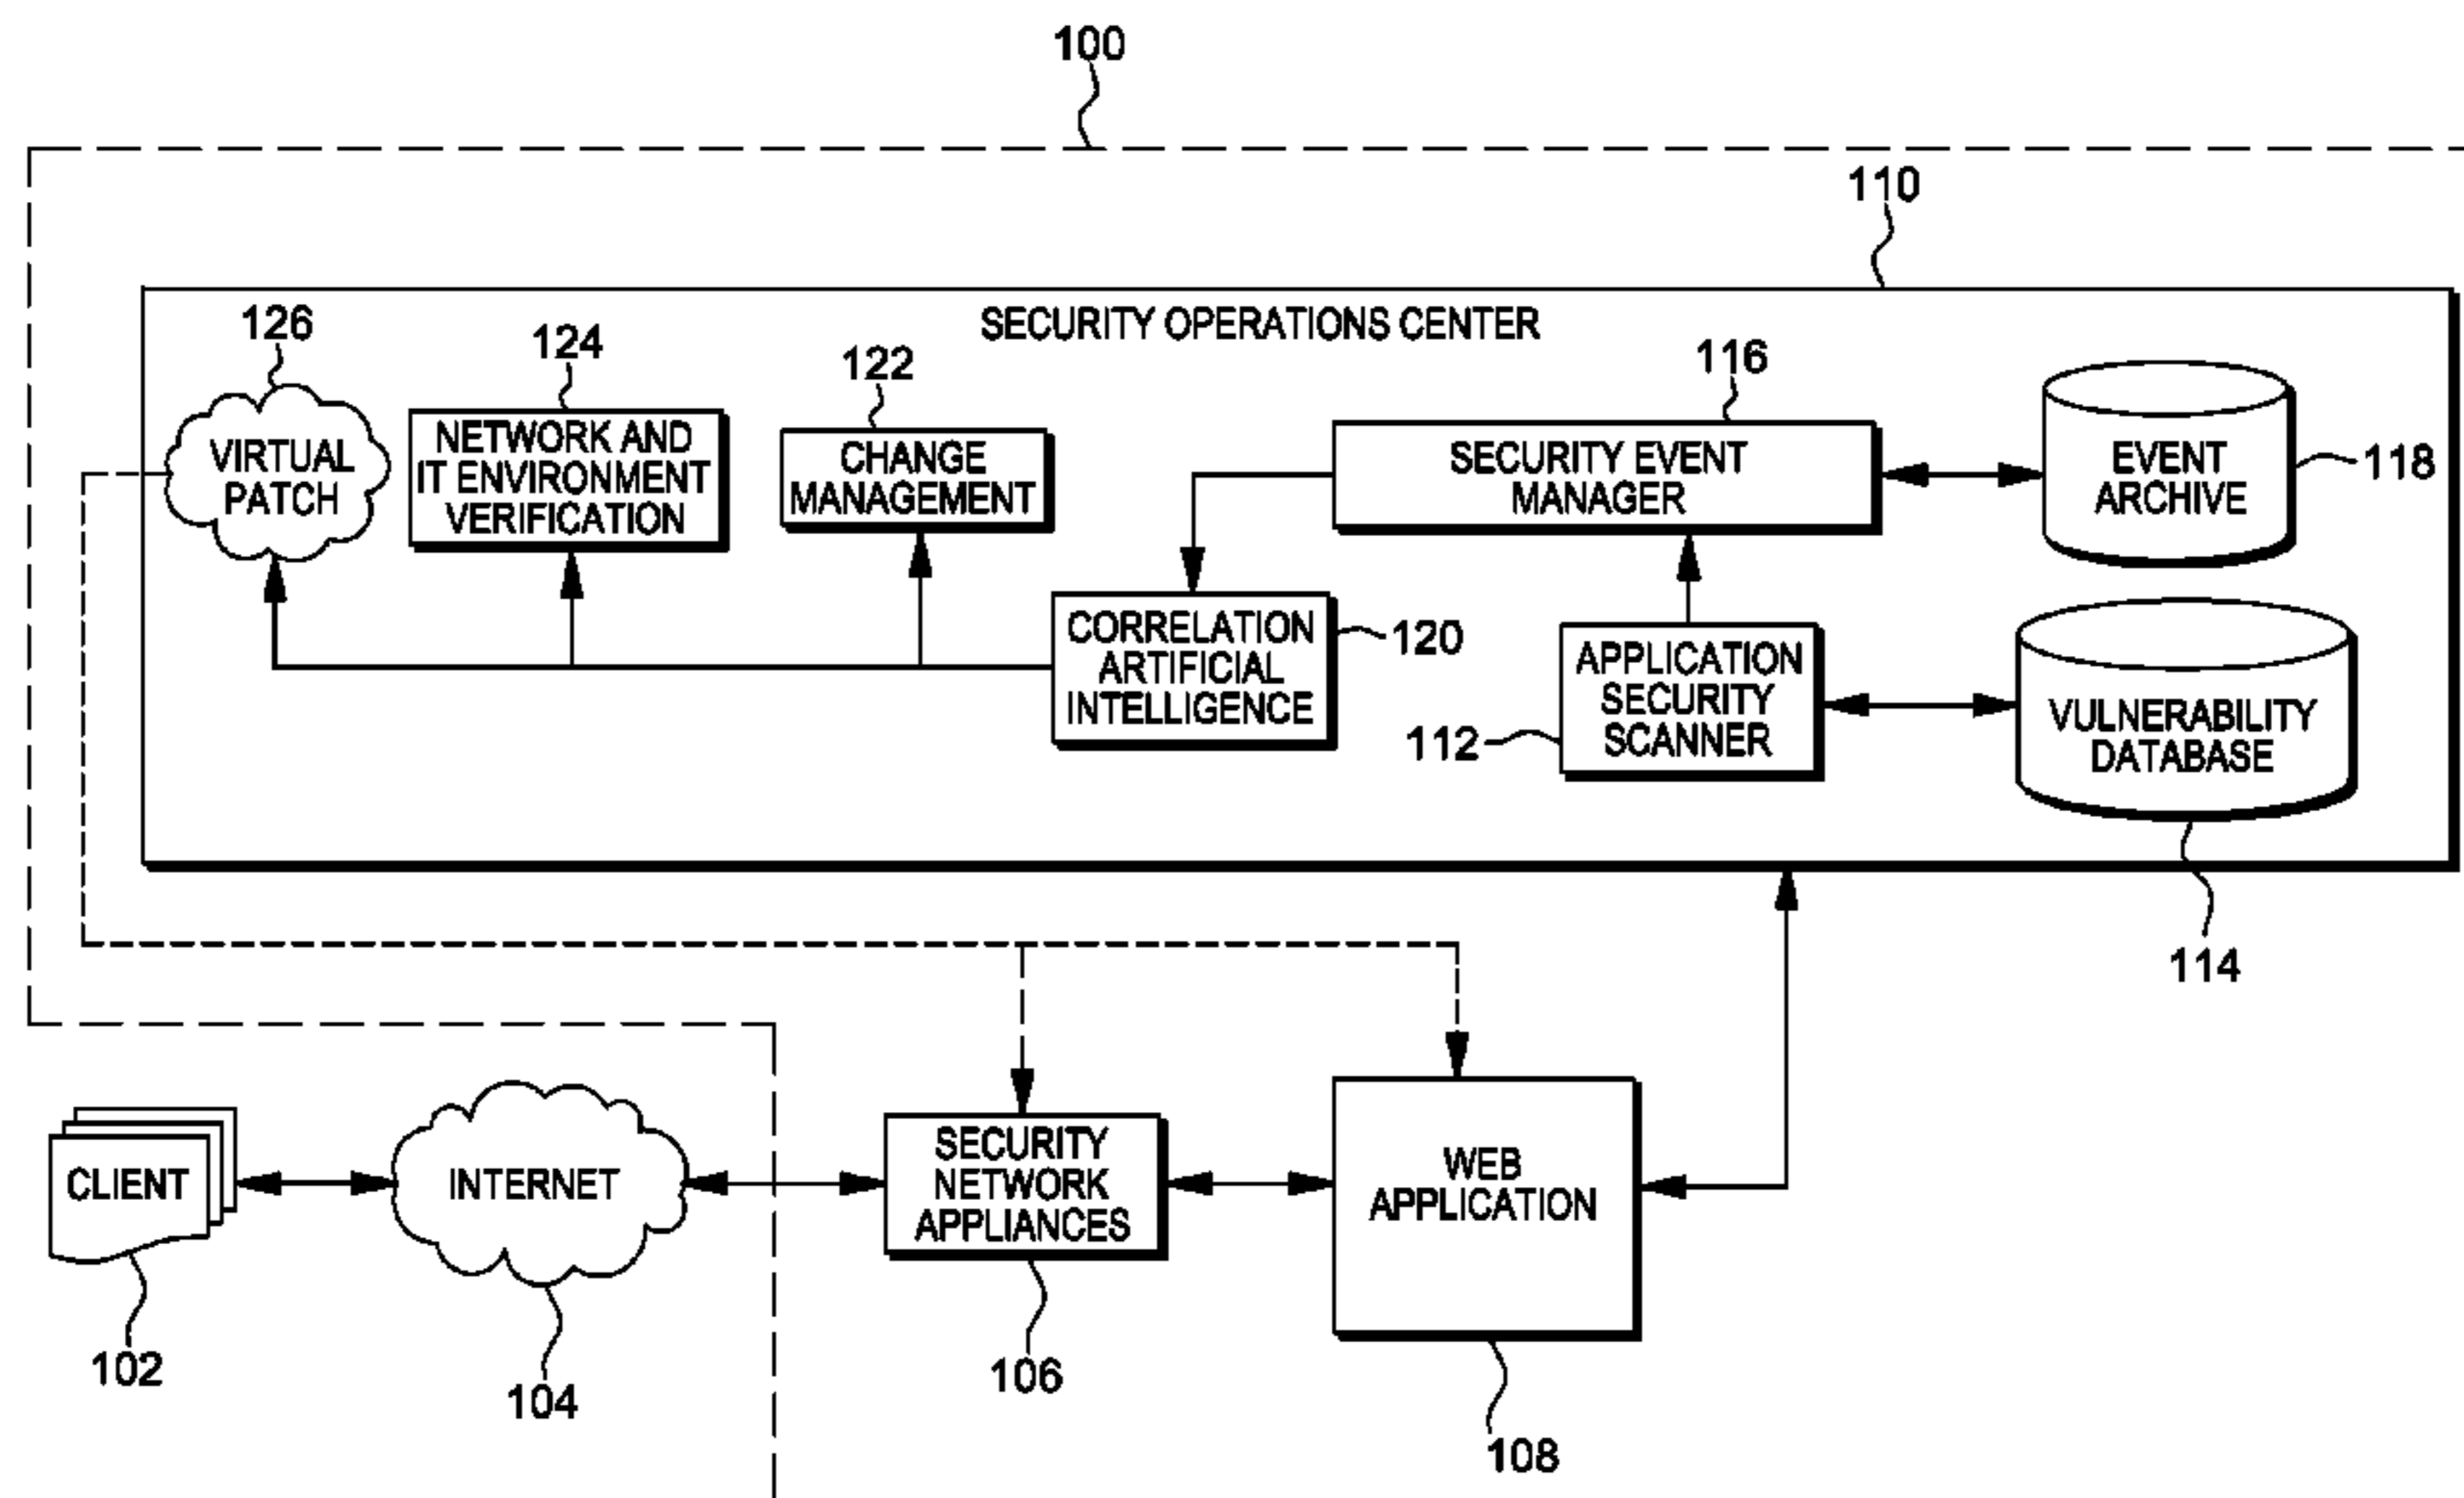 100
110
SECURITY OPERATIONS CENTER
126
124
122
116
VIRTUAL
PATCH
NETWORK AND
IT ENVIRONMENT
VERIFICATION
CHANGE
MANAGEMENT
SECURITY EVENT
MANAGER
EVENT
ARCHIVE
118
CORRELATION
ARTIFICIAL
INTELLIGENCE
120
APPLICATION
SECURITY
SCANNER
112
VULNERABILITY
DATABASE
114
CLIENT
INTERNET
SECURITY
NETWORK
APPLIANCES
WEB
APPLICATION
102
104
106
108